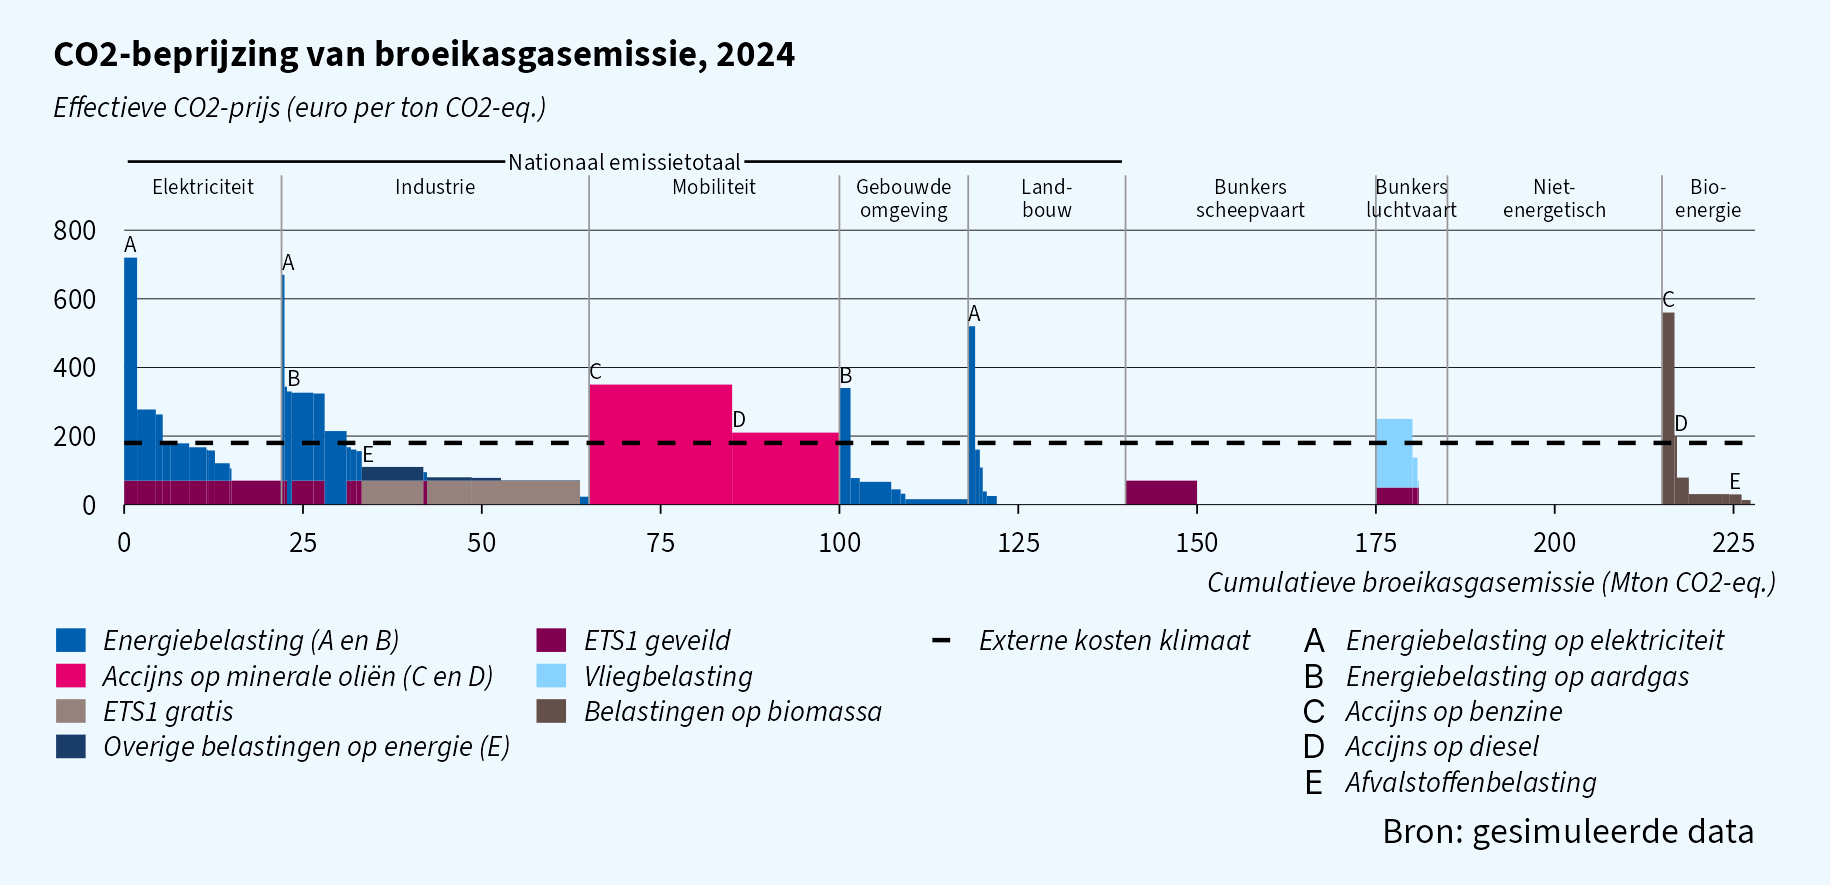 CO2-beprijzing van broeikasgasemissie, 2024
Effectieve CO2-prijs (euro per ton CO2-eq.)
Nationaal emissietotaal
Elektriciteit Industrie Mobiliteit Gebouwde omgeving Land- bouw Bunkers scheepvaart Bunkers luchtvaart Niet- energetisch Bio- energie
800
A
A
600
C
A
400
C
B
B
D
D
200
E
E
0
0 25 50 75 100 125 150 175 200 225
Cumulatieve broeikasgasemissie (Mton CO2-eq.)
Energiebelasting (A en B)
Accijns op minerale oliën (C en D)
ETS1 gratis
Overige belastingen op energie (E)
ETS1 geveild
Vliegbelasting
Belastingen op biomassa
Externe kosten klimaat
A Energiebelasting op elektriciteit
B Energiebelasting op aardgas
C Accijns op benzine
D Accijns op diesel
E Afvalstoffenbelasting
Bron: gesimuleerde data